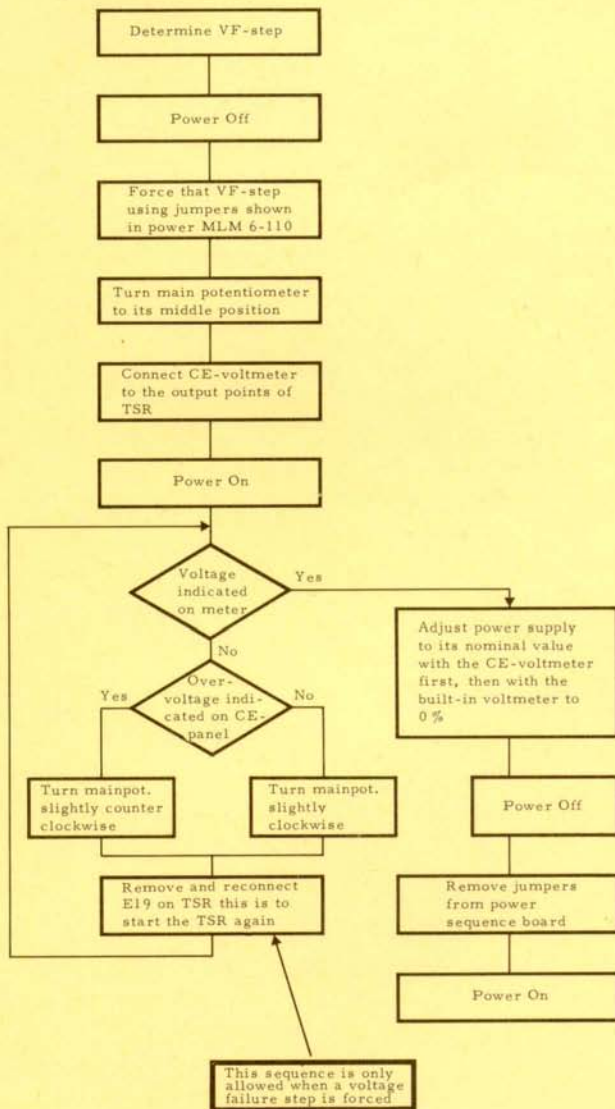 Determine VF-step
Power Off
Force that VF-step
using jumpers shown
in power MLM 6-110
Turn main potentiometer
to its middle position
Connect CE-voltmeter
to the output points of
TSR
Power On
Voltage
indicated
on meter
Yes
No
Over-
voltage indi-
cated on CE-
panel
Yes
No
Turn mainpot.
slightly counter
clockwise
Turn mainpot.
slightly
clockwise
Remove and reconnect
E19 on TSR this is to
start the TSR again
This sequence is only
allowed when a voltage
failure step is forced
Adjust power supply
to its nominal value
with the CE-voltmeter
first, then with the
built-in voltmeter to
0 %
Power Off
Remove jumpers
from power
sequence board
Power On